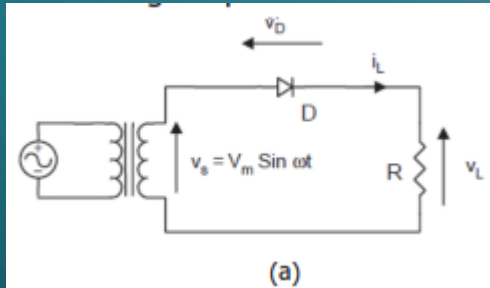 v_D
i_L
D
v_s = V_m Sin ωt
R
v_L
(a)